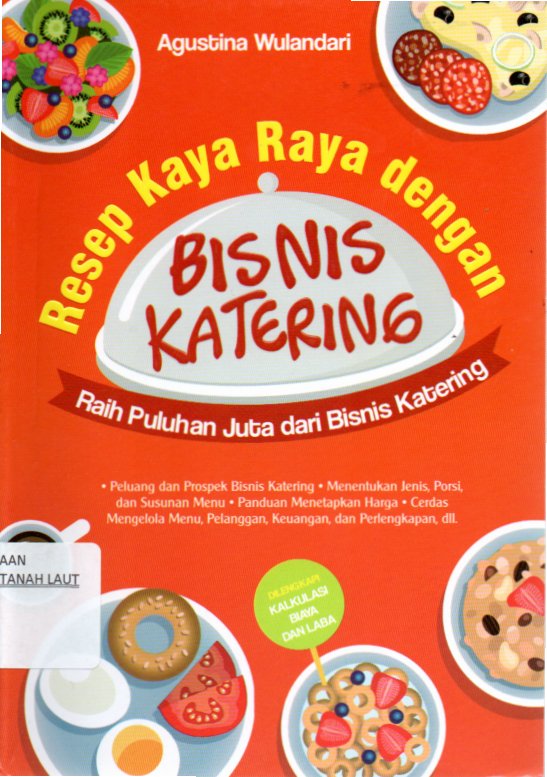 Agustina Wulandari
Resep Kaya Raya dengan
BISNIS
KATERING
Raih Puluhan Juta dari Bisnis Katering
• Peluang dan Prospek Bisnis Katering • Menentukan Jenis, Porsi,
dan Susunan Menu • Panduan Menetapkan Harga • Cerdas
Mengelola Menu, Pelanggan, Keuangan, dan Perlengkapan, dll.
AAN
TANAH LAUT
DILENGKAPI
KALKULASI
BIAYA
DAN LABA